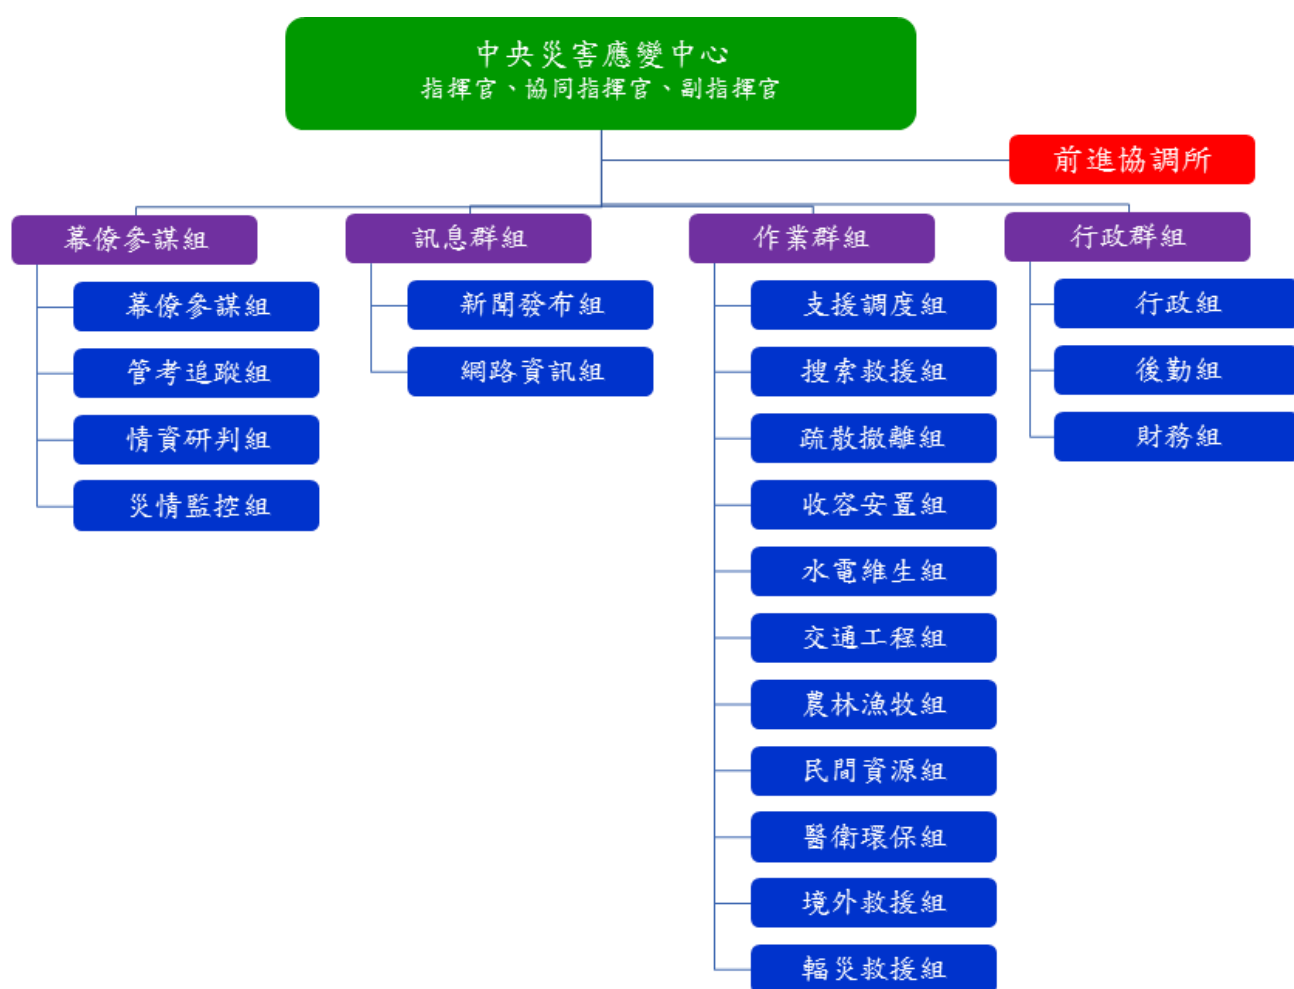 中央災害應變中心
指揮官、協同指揮官、副指揮官
前進協調所
幕僚參謀組
幕僚參謀組
管考追蹤組
情資研判組
災情監控組
訊息群組
新聞發布組
網路資訊組
作業群組
支援調度組
搜索救援組
疏散撤離組
收容安置組
水電維生組
交通工程組
農林漁牧組
民間資源組
醫衛環保組
境外救援組
輻災救援組
行政群組
行政組
後勤組
財務組